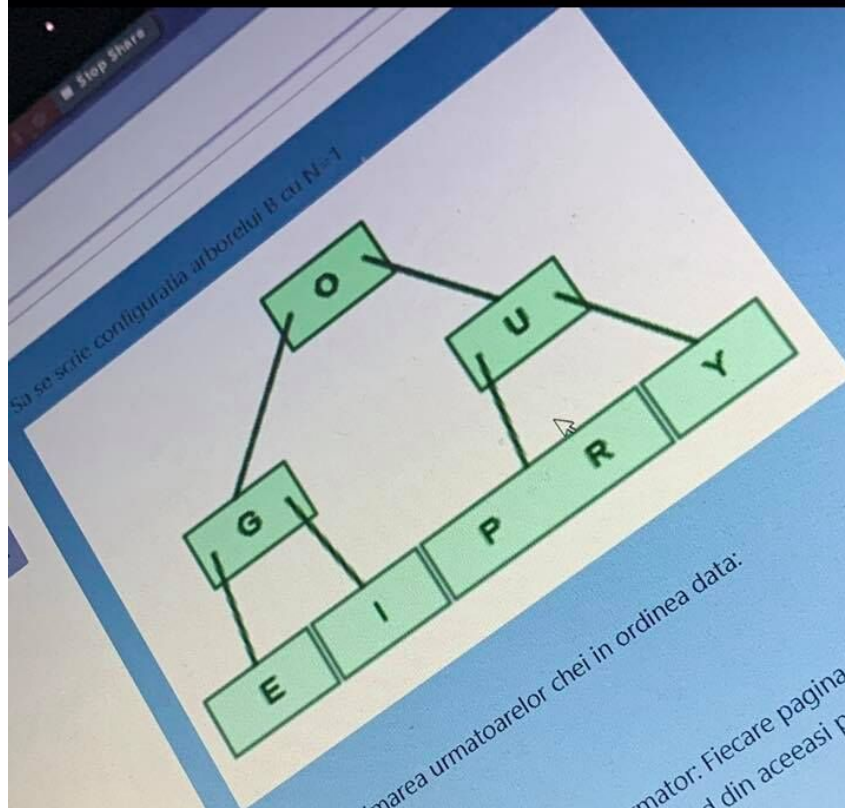 Stop Share
Sa se scrie configuratia arborelui B cu N=1
O
U
G
Y
R
P
I
E
marea urmatoarelor chei in ordinea data:
mator: Fiecare pagina
din aceeasi p